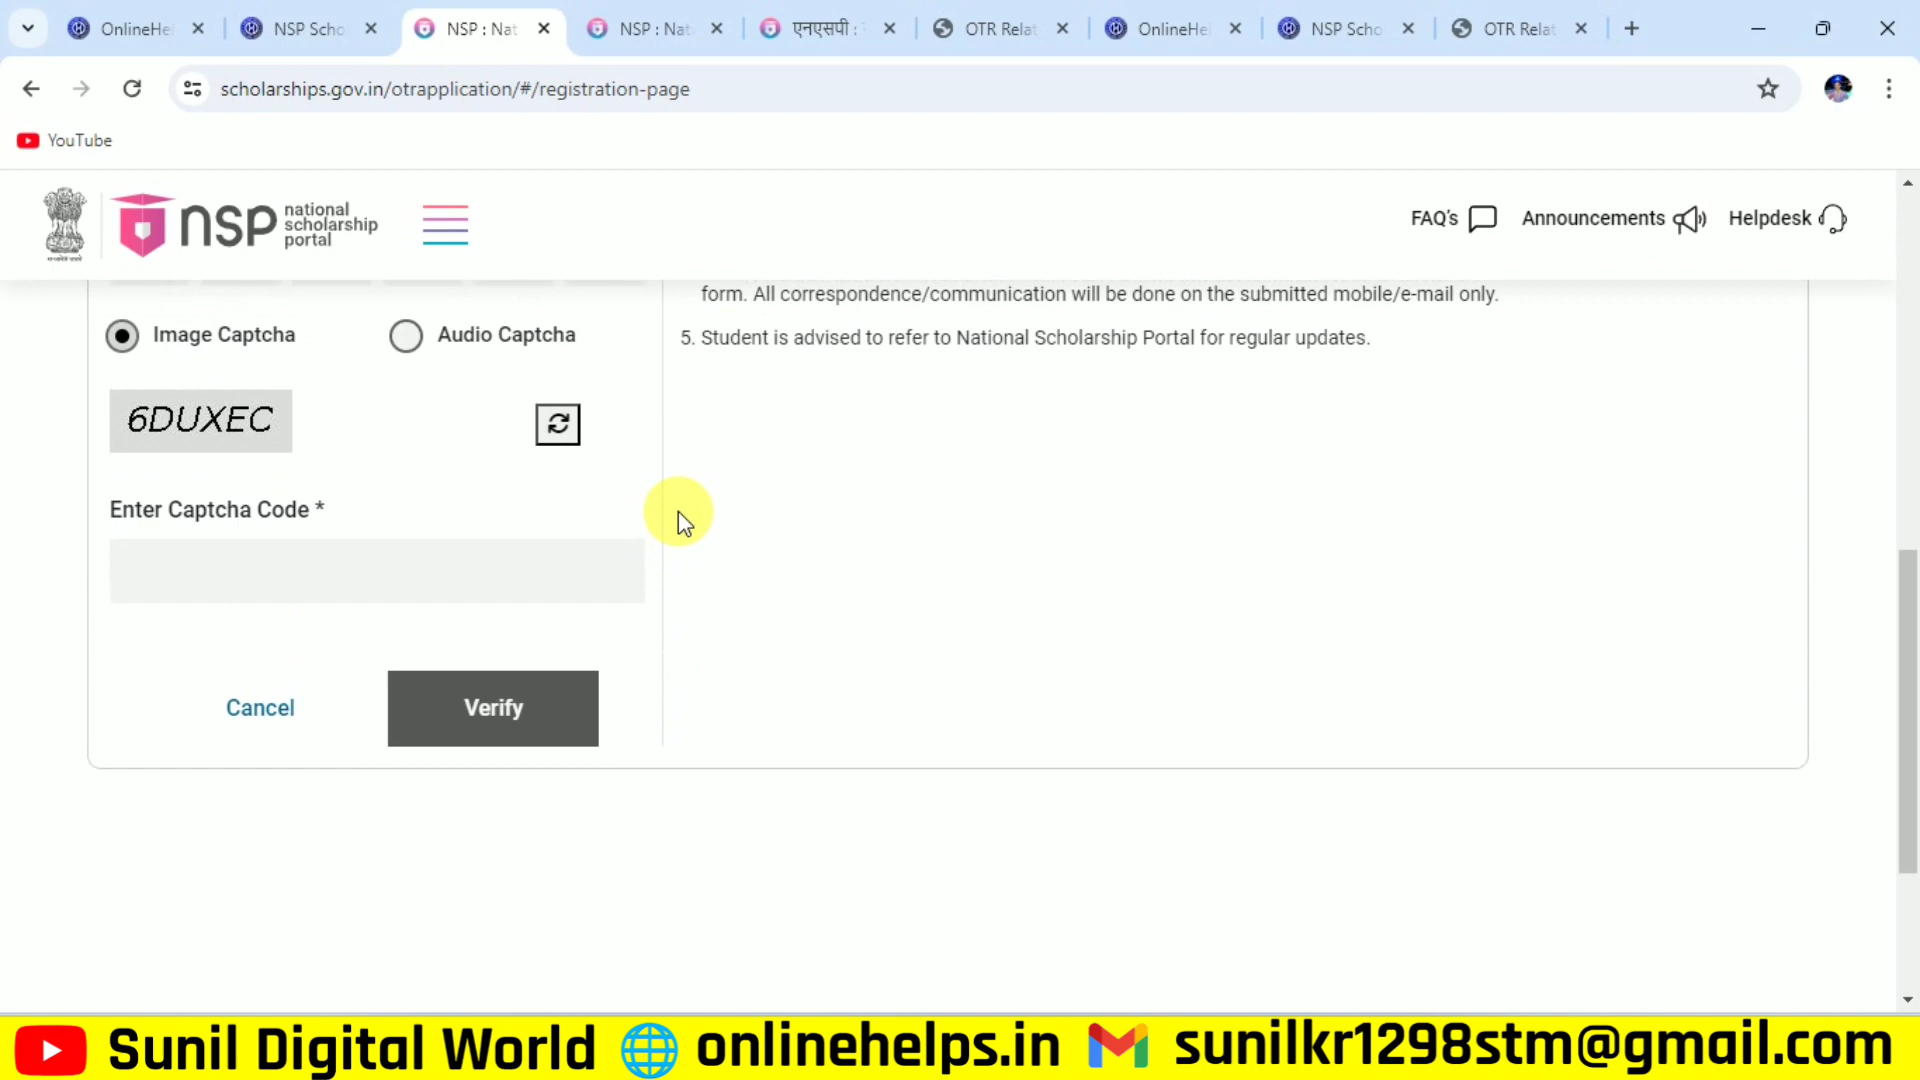 OnlineHel
NSP Scho
NSP : Nat
NSP : Nat
एनएसपी :
OTR Relat
OnlineHel
NSP Scho
OTR Relat
scholarships.gov.in/otrapplication/#/registration-page
YouTube
nsp national
scholarship
portal
FAQ's
Announcements
Helpdesk
form. All correspondence/communication will be done on the submitted mobile/e-mail only.
5. Student is advised to refer to National Scholarship Portal for regular updates.
Image Captcha
Audio Captcha
6DUXEC
Enter Captcha Code *
Cancel
Verify
Sunil Digital World
onlinehelps.in
sunilkr1298stm@gmail.com